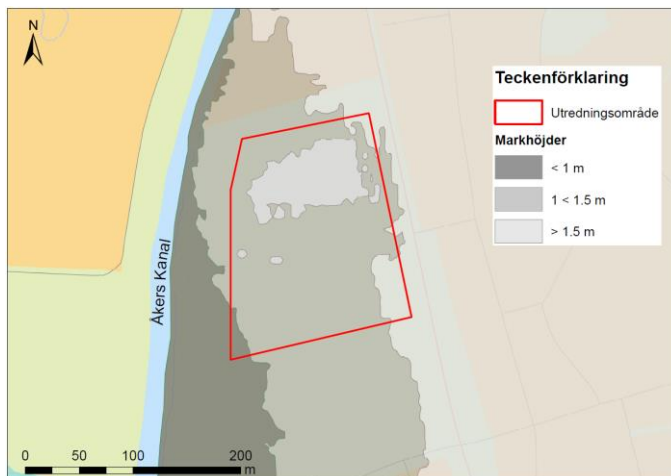 N
Teckenförklaring
Utredningsområde
Markhöjder
< 1 m
1 < 1.5 m
> 1.5 m
Åkers Kanal
0 50 100 200
m